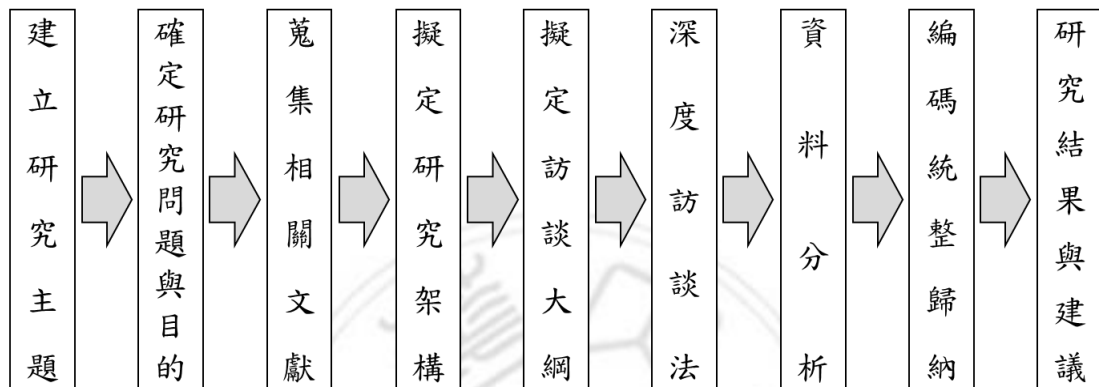 建立研究主題
確定研究問題與目的
蒐集相關文獻
擬定研究架構
擬定訪談大綱
深度訪談法
資料分析
編碼統整歸納
研究結果與建議